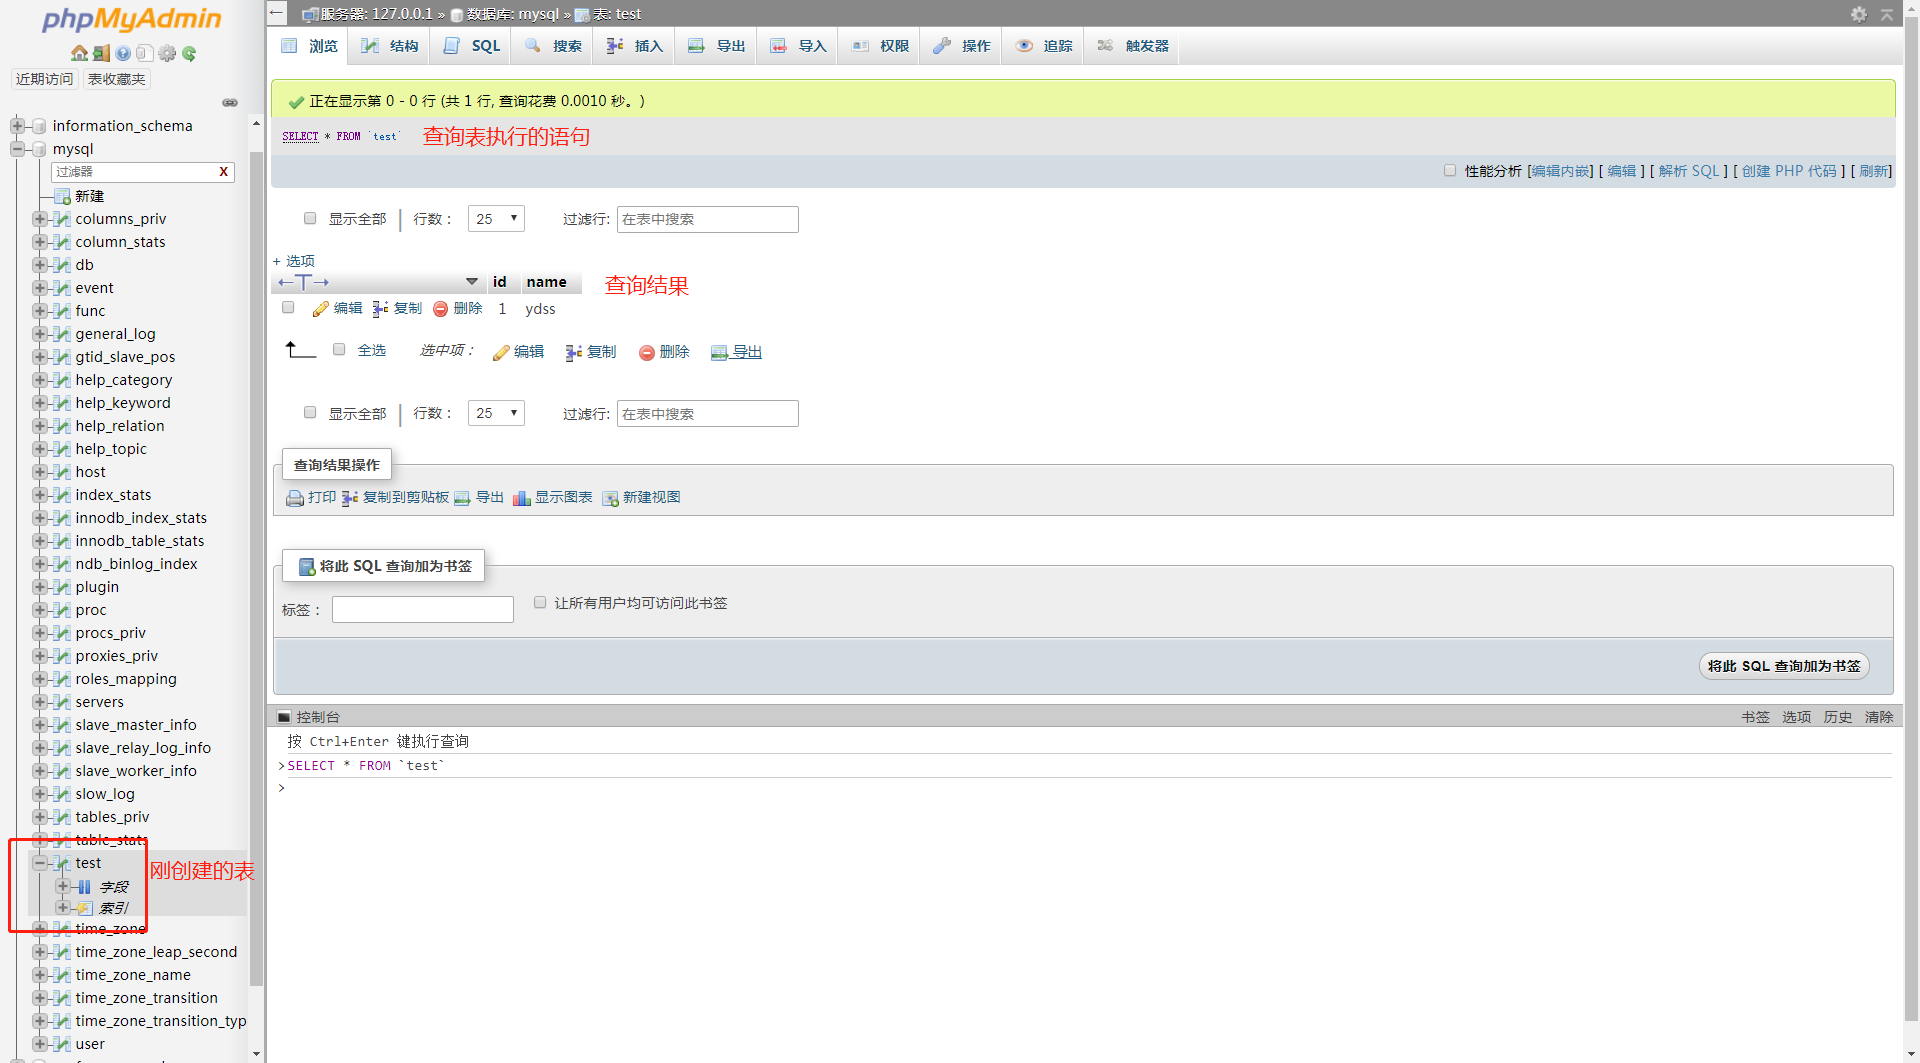 phpMyAdmin
近期访问 表收藏夹
information_schema
mysql
过滤器 X
新建
columns_priv
column_stats
db
event
func
general_log
gtid_slave_pos
help_category
help_keyword
help_relation
help_topic
host
index_stats
innodb_index_stats
innodb_table_stats
ndb_binlog_index
plugin
proc
procs_priv
proxies_priv
roles_mapping
servers
slave_master_info
slave_relay_log_info
slave_worker_info
slow_log
tables_priv
table_stats
test
刚创建的表
字段
索引
time_zone
time_zone_leap_second
time_zone_name
time_zone_transition
time_zone_transition_typ
user
服务器: 127.0.0.1 » 数据库: mysql » 表: test
浏览 结构 SQL 搜索 插入 导出 导入 权限 操作 追踪 触发器
正在显示第 0 - 0 行 (共 1 行, 查询花费 0.0010 秒。)
SELECT * FROM `test` 查询表执行的语句
性能分析 [编辑内嵌] [ 编辑 ] [ 解析 SQL ] [ 创建 PHP 代码 ] [ 刷新]
显示全部 行数： 25 过滤行: 在表中搜索
+ 选项
←T→ id name 查询结果
编辑 复制 删除 1 ydss
全选 选中项： 编辑 复制 删除 导出
显示全部 行数： 25 过滤行: 在表中搜索
查询结果操作
打印 复制到剪贴板 导出 显示图表 新建视图
将此 SQL 查询加为书签
标签： 让所有用户均可访问此书签
将此 SQL 查询加为书签
控制台 书签 选项 历史 清除
按 Ctrl+Enter 键执行查询
>SELECT * FROM `test`
>